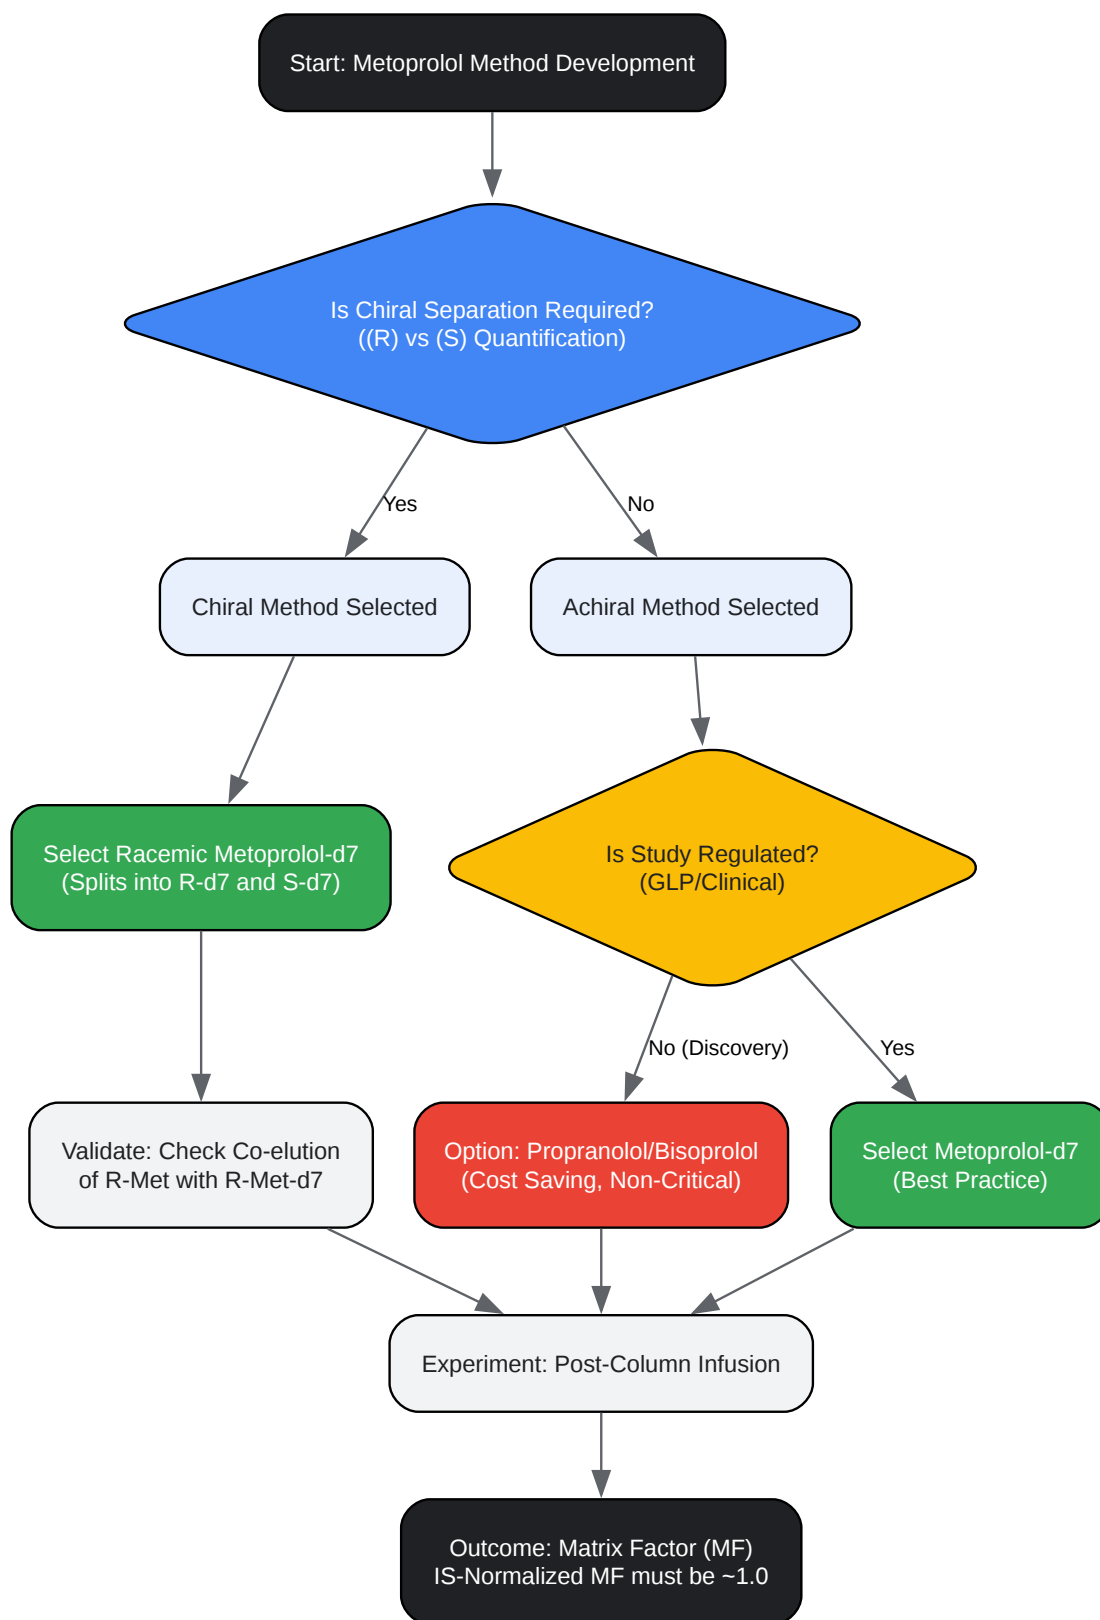 Start: Metoprolol Method Development
Is Chiral Separation Required?
((R) vs (S) Quantification)
Yes
No
Chiral Method Selected
Achiral Method Selected
Select Racemic Metoprolol-d7
(Splits into R-d7 and S-d7)
Is Study Regulated?
(GLP/Clinical)
No (Discovery)
Yes
Validate: Check Co-elution
of R-Met with R-Met-d7
Option: Propranolol/Bisoprolol
(Cost Saving, Non-Critical)
Select Metoprolol-d7
(Best Practice)
Experiment: Post-Column Infusion
Outcome: Matrix Factor (MF)
IS-Normalized MF must be ~1.0